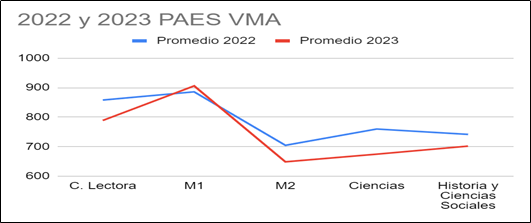 2022 y 2023 PAES VMA
Promedio 2022 Promedio 2023
1000
900
800
700
600
C. Lectora M1 M2 Ciencias Historia y
Ciencias
Sociales